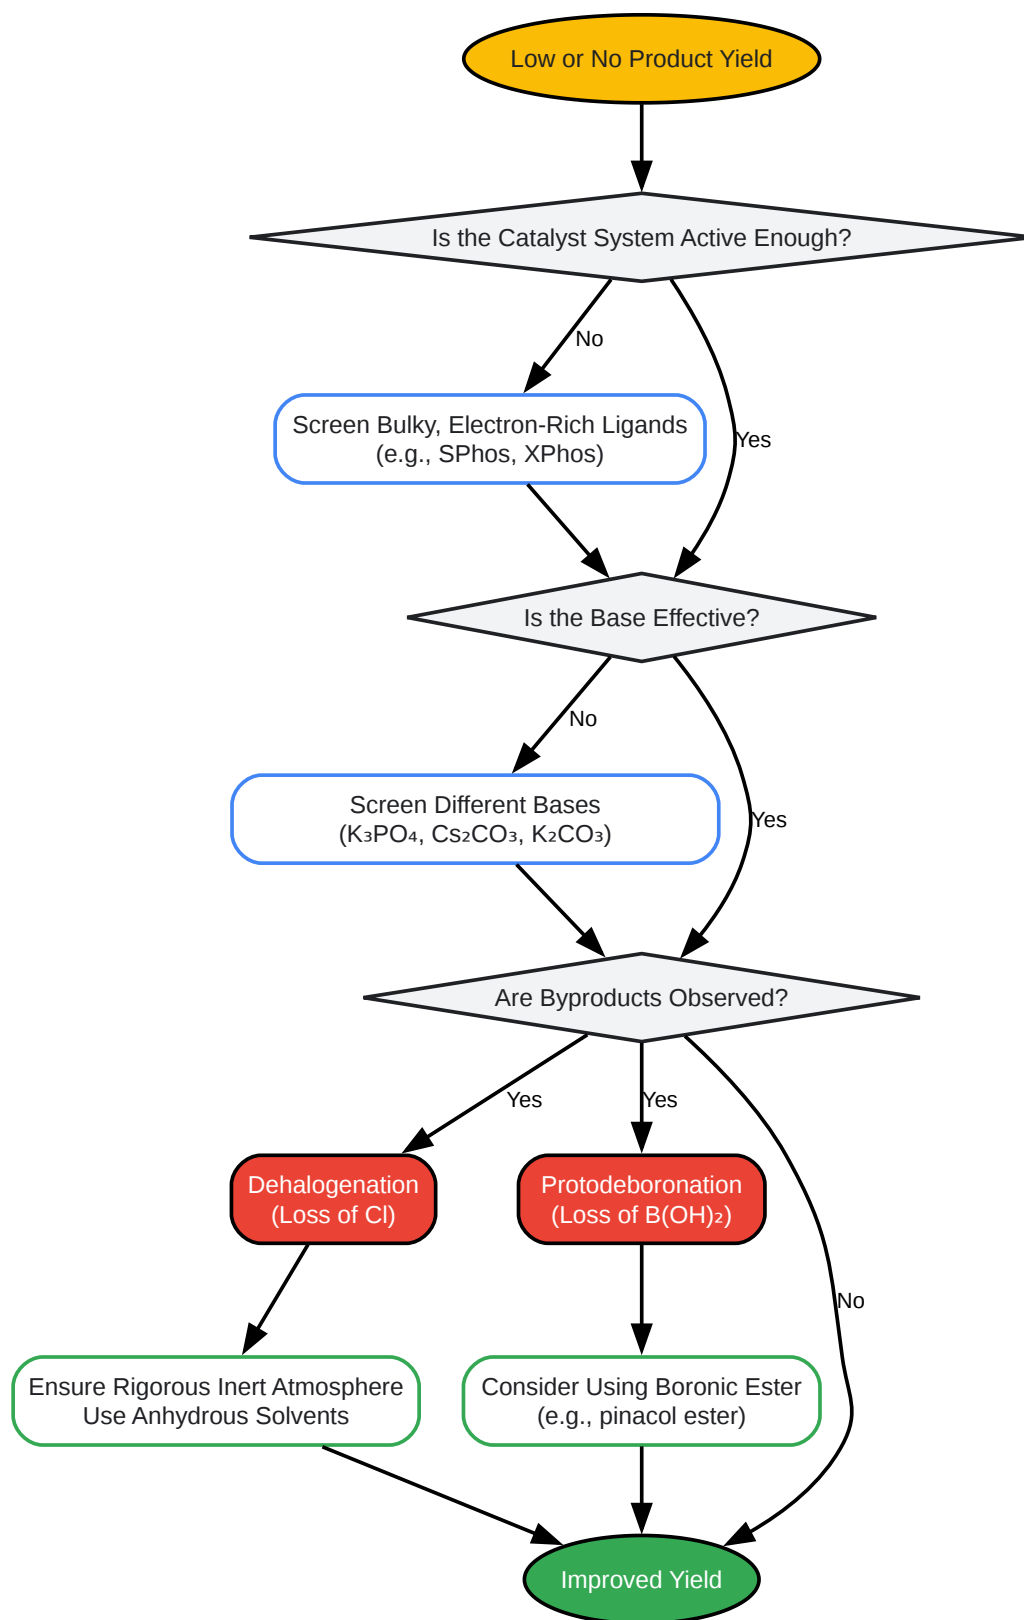 Low or No Product Yield
Is the Catalyst System Active Enough?
No
Screen Bulky, Electron-Rich Ligands
(e.g., SPhos, XPhos)
Yes
Is the Base Effective?
No
Screen Different Bases
(K₃PO₄, Cs₂CO₃, K₂CO₃)
Yes
Are Byproducts Observed?
Yes
Yes
Dehalogenation
(Loss of Cl)
Protodeboronation
(Loss of B(OH)₂)
No
Ensure Rigorous Inert Atmosphere
Use Anhydrous Solvents
Consider Using Boronic Ester
(e.g., pinacol ester)
Improved Yield